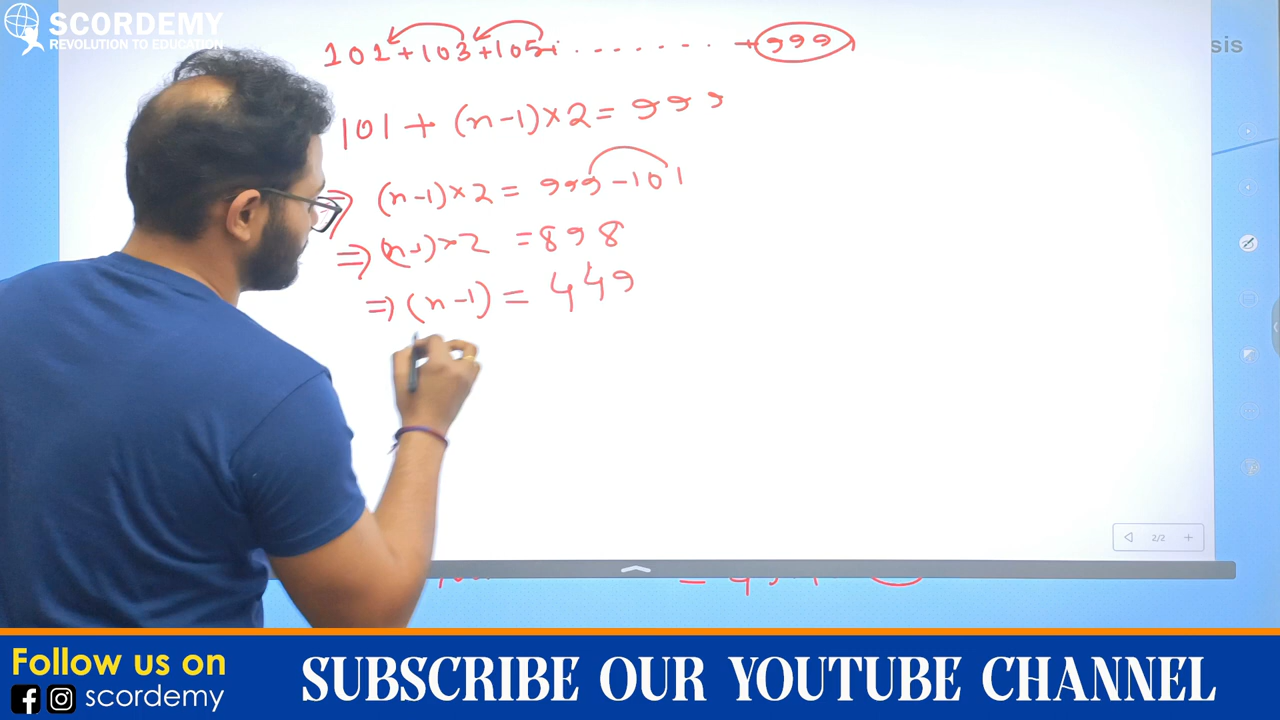 SCORDEMY
REVOLUTION TO EDUCATION
101 + 103 + 105 + ........ + 999
sis
101 + (n-1) × 2 = 999
⇒ (n-1) × 2 = 999 - 101
⇒ (n-1) × 2 = 898
⇒ (n-1) = 449
2/2
Follow us on
scordemy
SUBSCRIBE OUR YOUTUBE CHANNEL